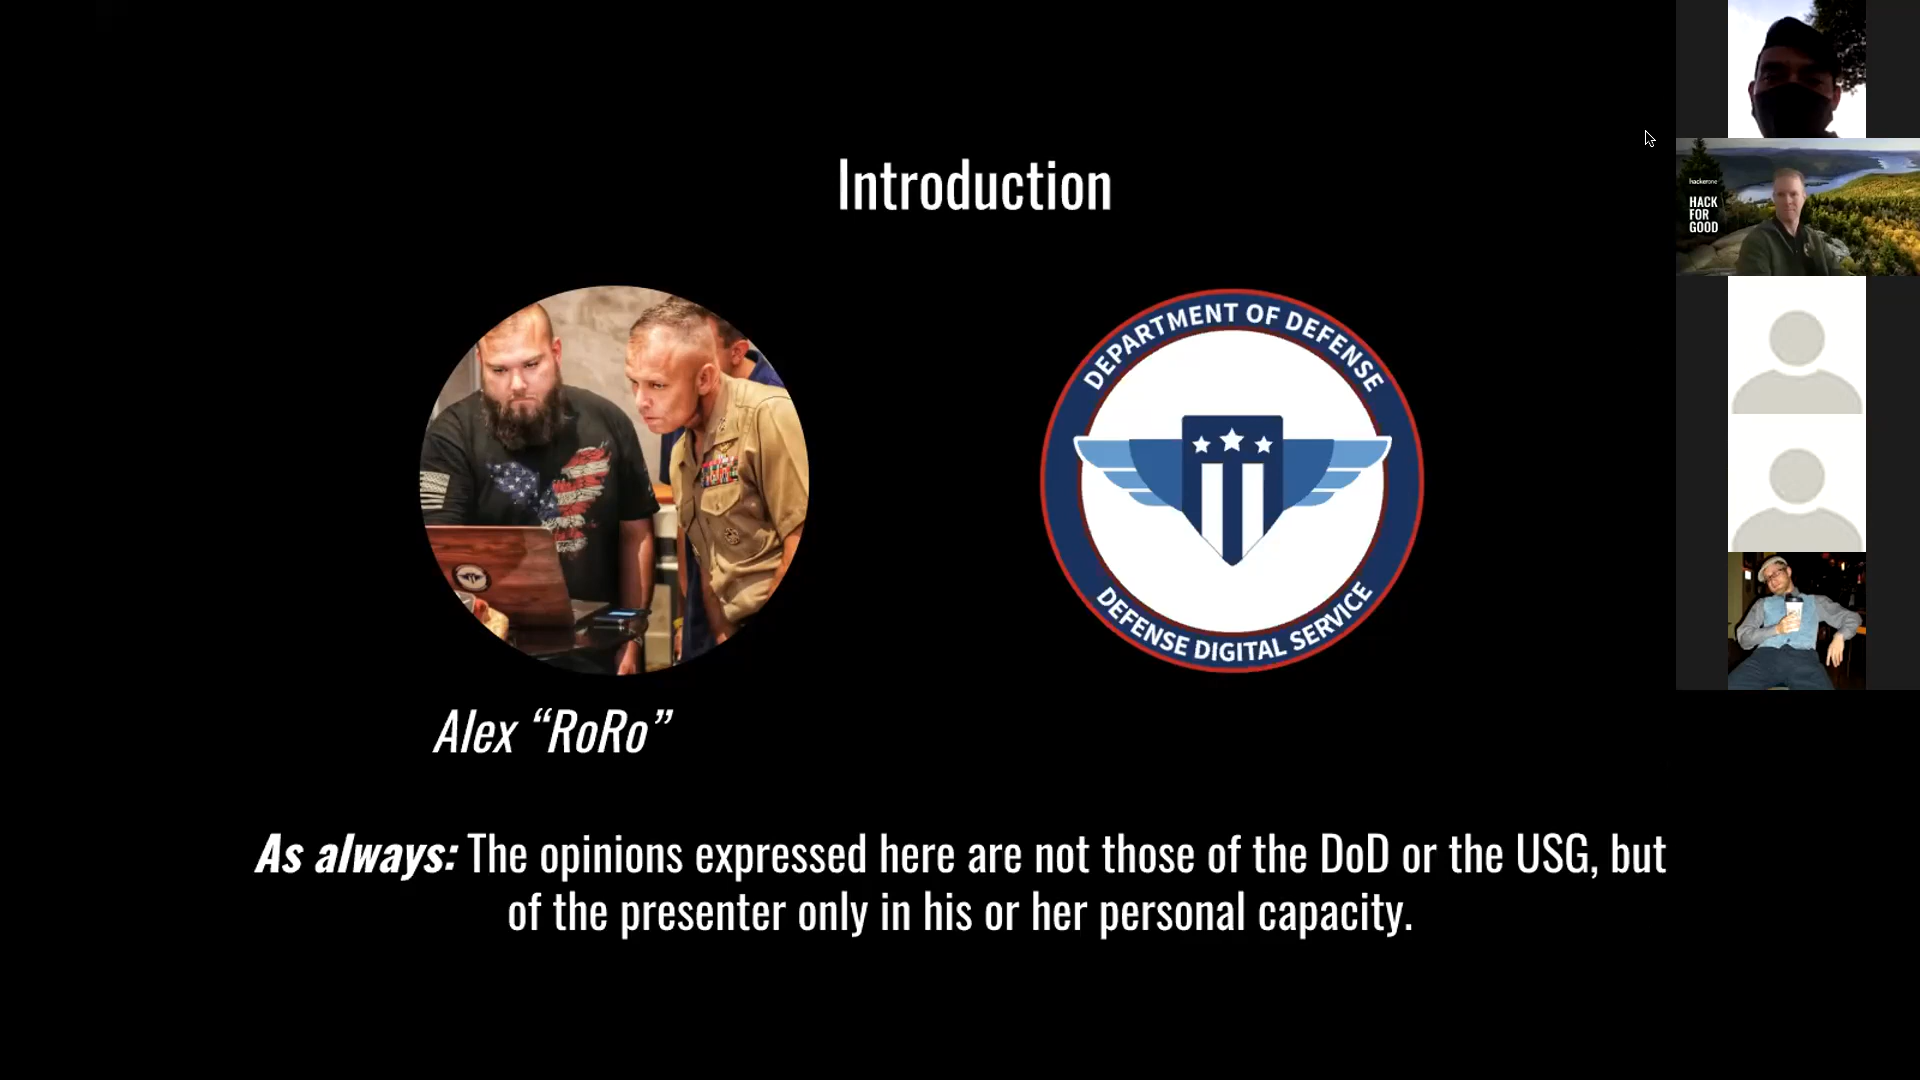 Introduction
DEPARTMENT OF DEFENSE
DEFENSE DIGITAL SERVICE
Alex “RoRo”
As always: The opinions expressed here are not those of the DoD or the USG, but
of the presenter only in his or her personal capacity.
hackerone
HACK
FOR
GOOD